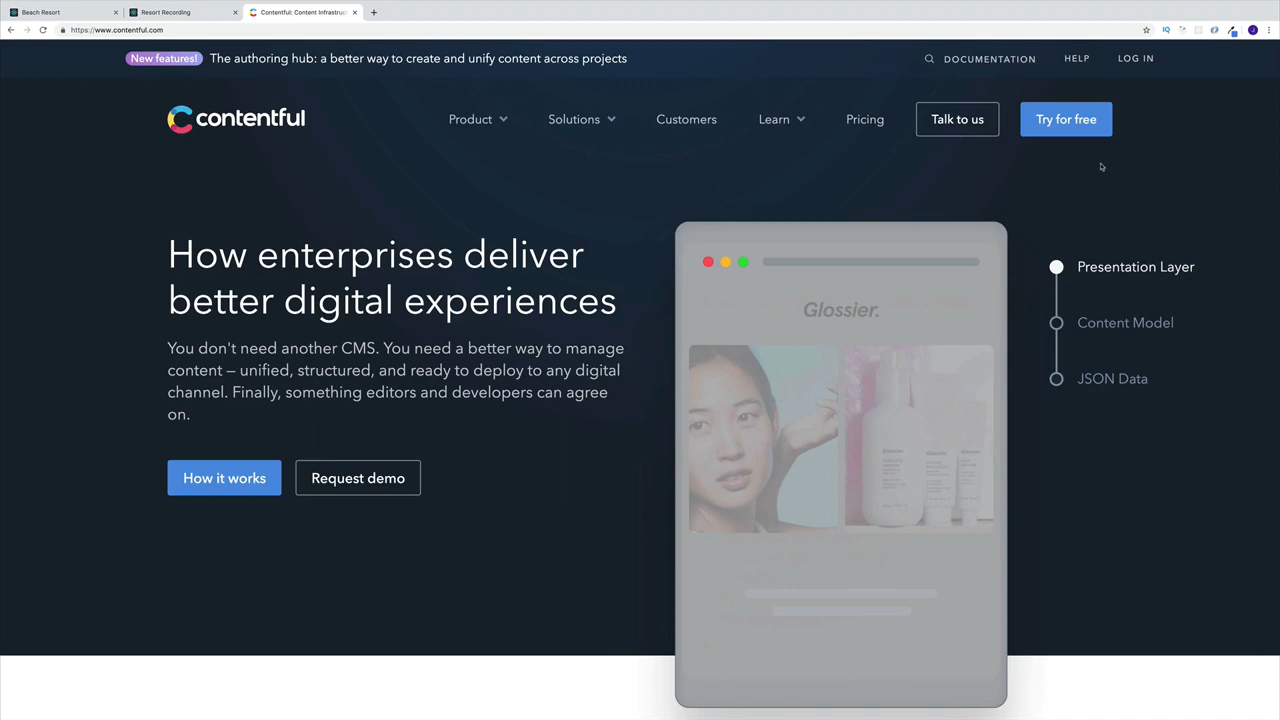 Beach Resort
Resort Recording
Contentful: Content Infrastruc
https://www.contentful.com
New features! The authoring hub: a better way to create and unify content across projects
DOCUMENTATION HELP LOG IN
contentful
Product Solutions Customers Learn Pricing Talk to us Try for free
How enterprises deliver
better digital experiences
You don't need another CMS. You need a better way to manage
content — unified, structured, and ready to deploy to any digital
channel. Finally, something editors and developers can agree
on.
How it works Request demo
Glossier.
Presentation Layer
Content Model
JSON Data